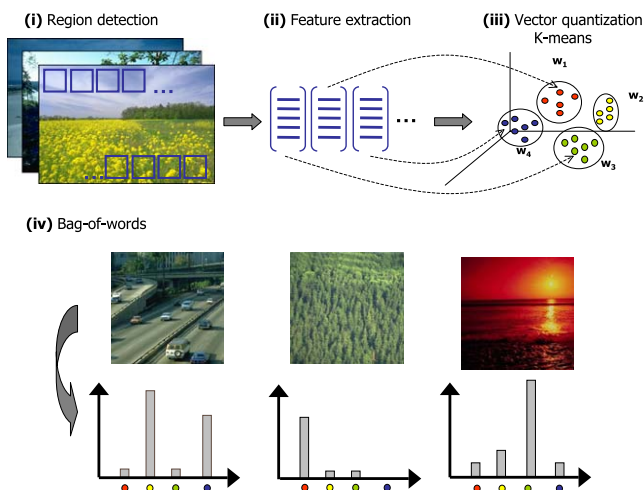 (i) Region detection
(ii) Feature extraction
(iii) Vector quantization
K-means
w1
w2
w3
w4
...
...
...
(iv) Bag-of-words